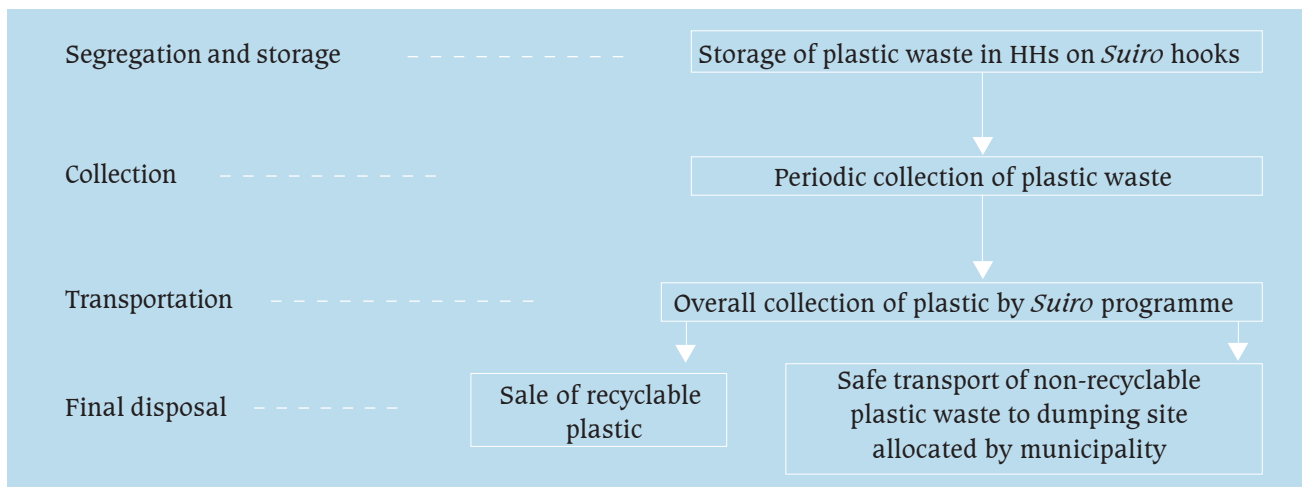 Segregation and storage
Storage of plastic waste in HHs on Suiro hooks
Collection
Periodic collection of plastic waste
Transportation
Overall collection of plastic by Suiro programme
Final disposal
Sale of recyclable
plastic
Safe transport of non-recyclable
plastic waste to dumping site
allocated by municipality